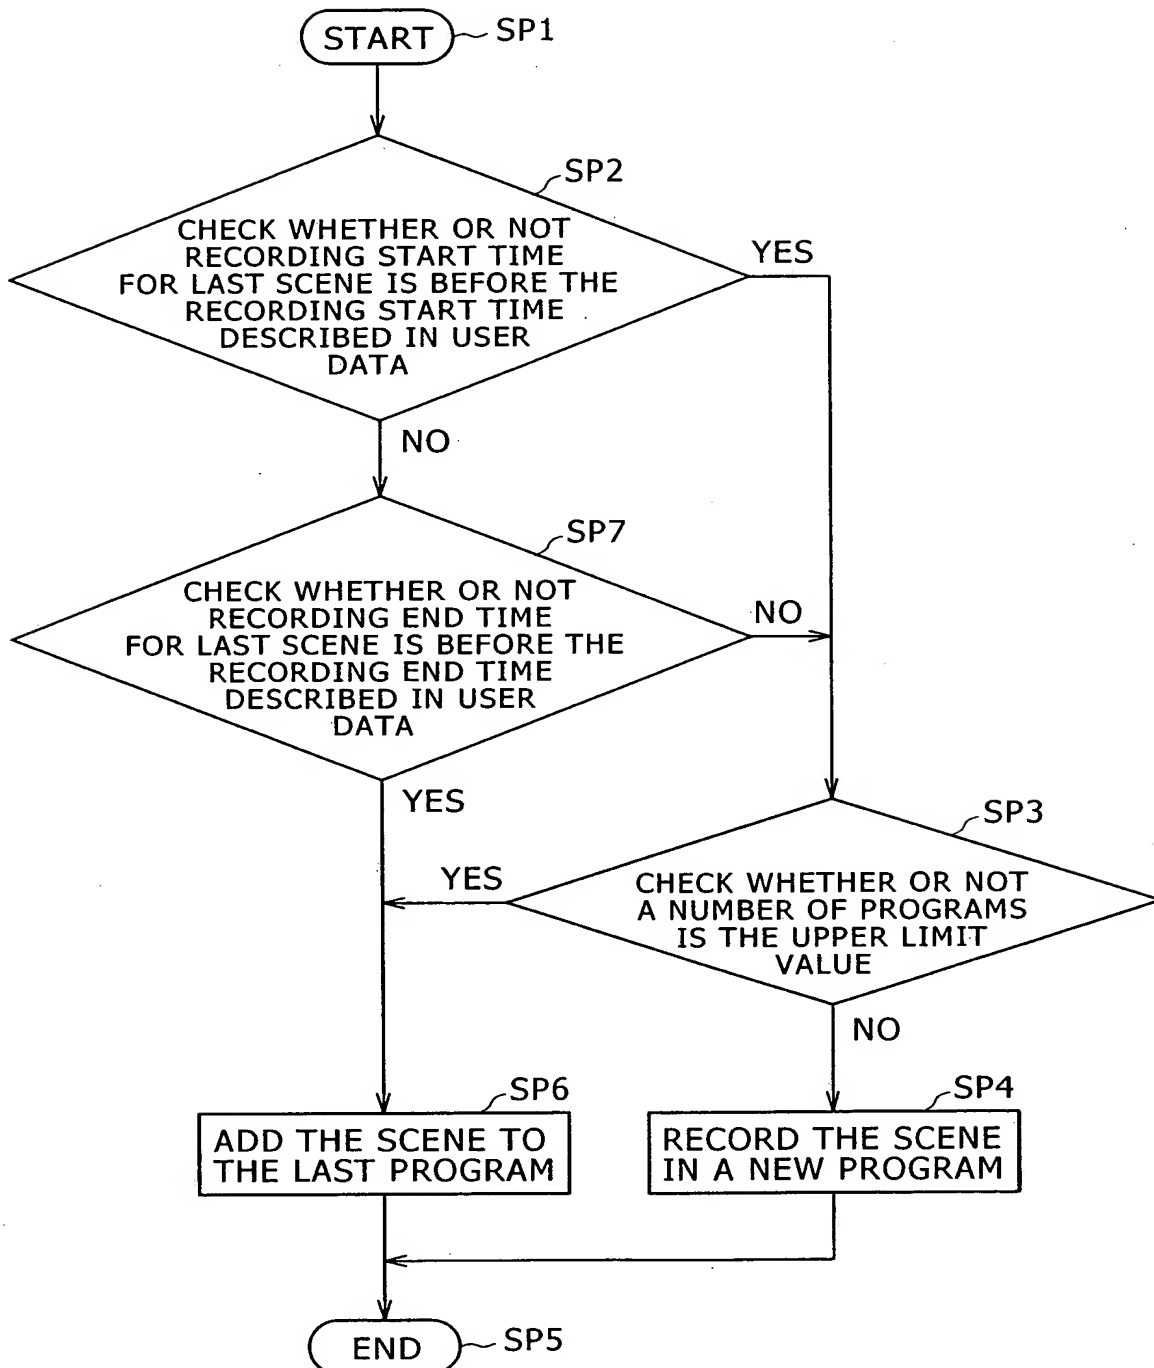 START
SP1
SP2
CHECK WHETHER OR NOT
RECORDING START TIME
FOR LAST SCENE IS BEFORE THE
RECORDING START TIME
DESCRIBED IN USER
DATA
YES
NO
SP7
CHECK WHETHER OR NOT
RECORDING END TIME
FOR LAST SCENE IS BEFORE THE
RECORDING END TIME
DESCRIBED IN USER
DATA
NO
YES
SP3
YES
CHECK WHETHER OR NOT
A NUMBER OF PROGRAMS
IS THE UPPER LIMIT
VALUE
NO
SP6
ADD THE SCENE TO
THE LAST PROGRAM
SP4
RECORD THE SCENE
IN A NEW PROGRAM
END
SP5